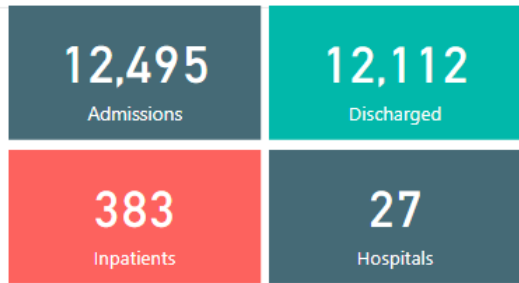 12,495
Admissions
12,112
Discharged
383
Inpatients
27
Hospitals